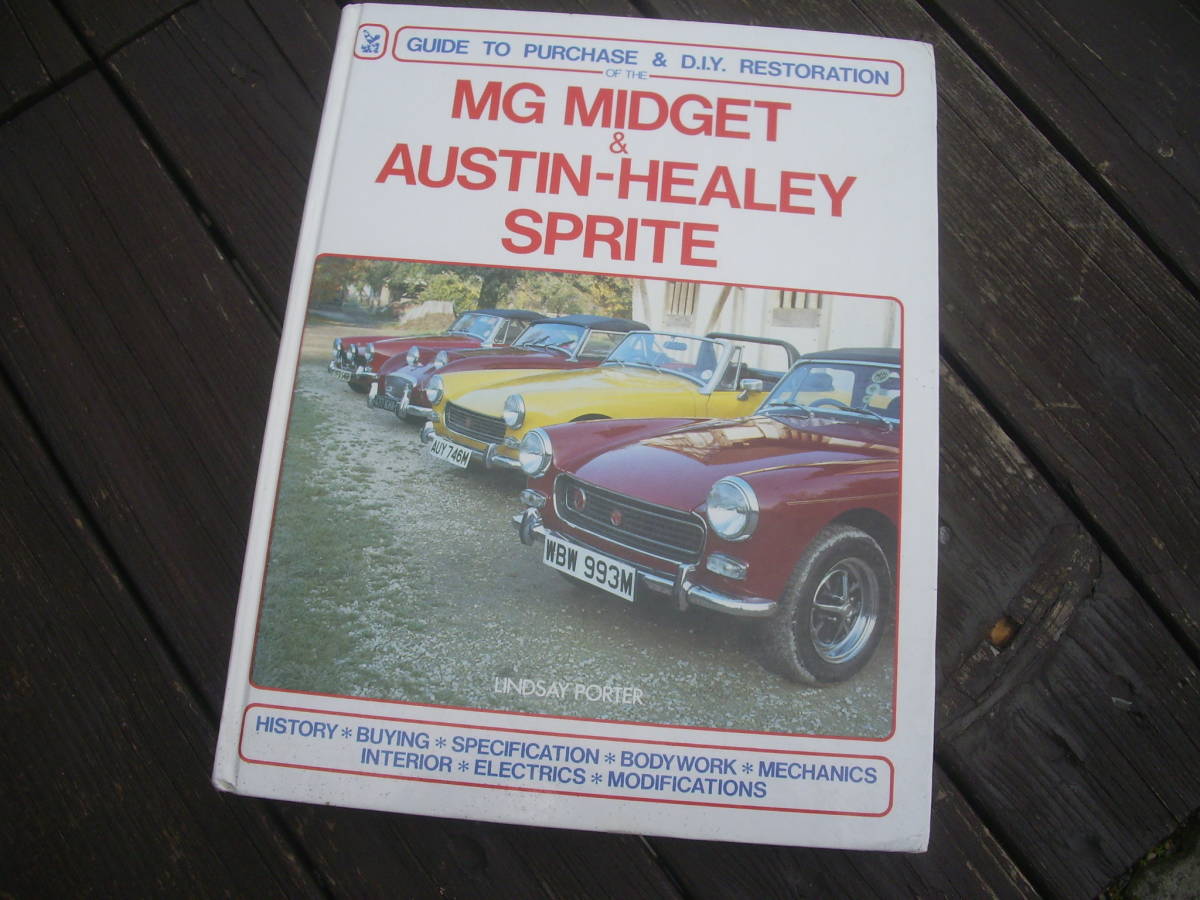 GUIDE TO PURCHASE & D.I.Y. RESTORATION
OF THE
MG MIDGET
&
AUSTIN-HEALEY
SPRITE
AUY 746M
WBW 993M
LINDSAY PORTER
HISTORY * BUYING * SPECIFICATION * BODYWORK * MECHANICS
INTERIOR * ELECTRICS * MODIFICATIONS